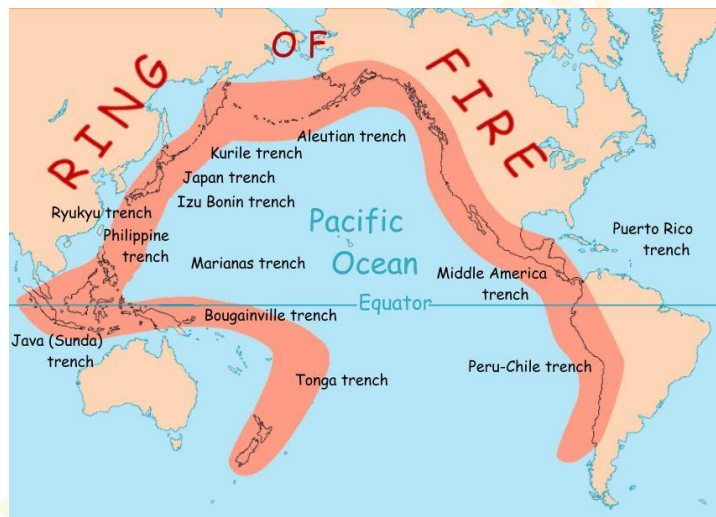 RING OF FIRE
Aleutian trench
Kurile trench
Japan trench
Izu Bonin trench
Ryukyu trench
Philippine
trench
Pacific
Ocean
Puerto Rico
trench
Marianas trench
Middle America
trench
Equator
Bougainville trench
Java (Sunda)
trench
Peru-Chile trench
Tonga trench